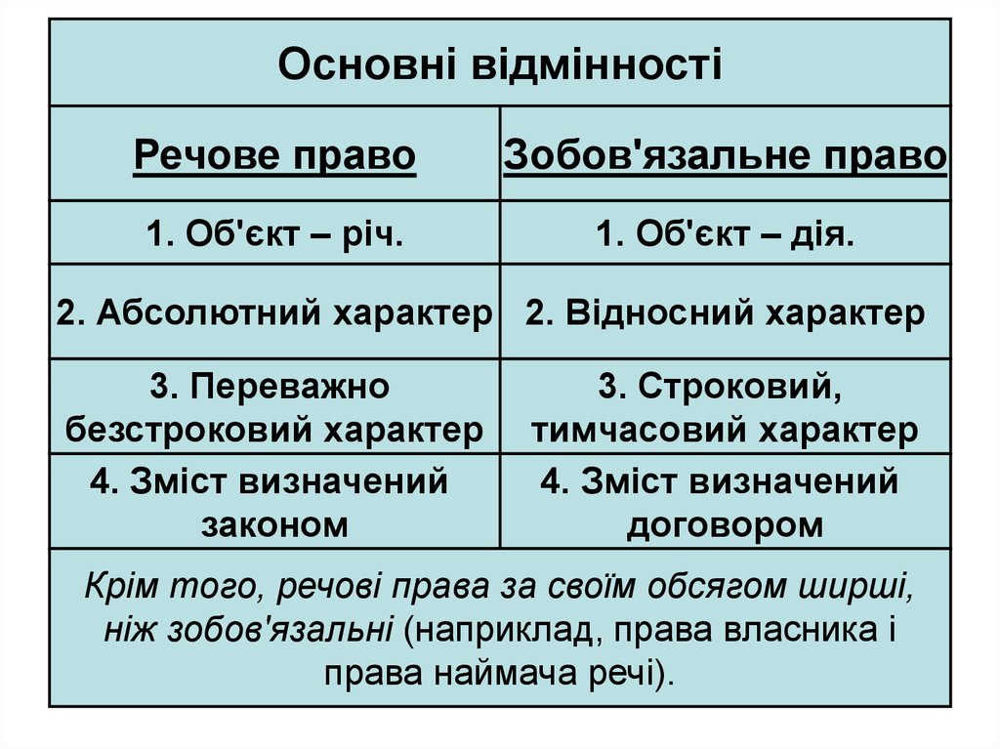 Основні відмінності
Речове право
Зобов'язальне право
1. Об'єкт – річ.
1. Об'єкт – дія.
2. Абсолютний характер
2. Відносний характер
3. Переважно
безстроковий характер
3. Строковий,
тимчасовий характер
4. Зміст визначений
законом
4. Зміст визначений
договором
Крім того, речові права за своїм обсягом ширші,
ніж зобов'язальні (наприклад, права власника і
права наймача речі).